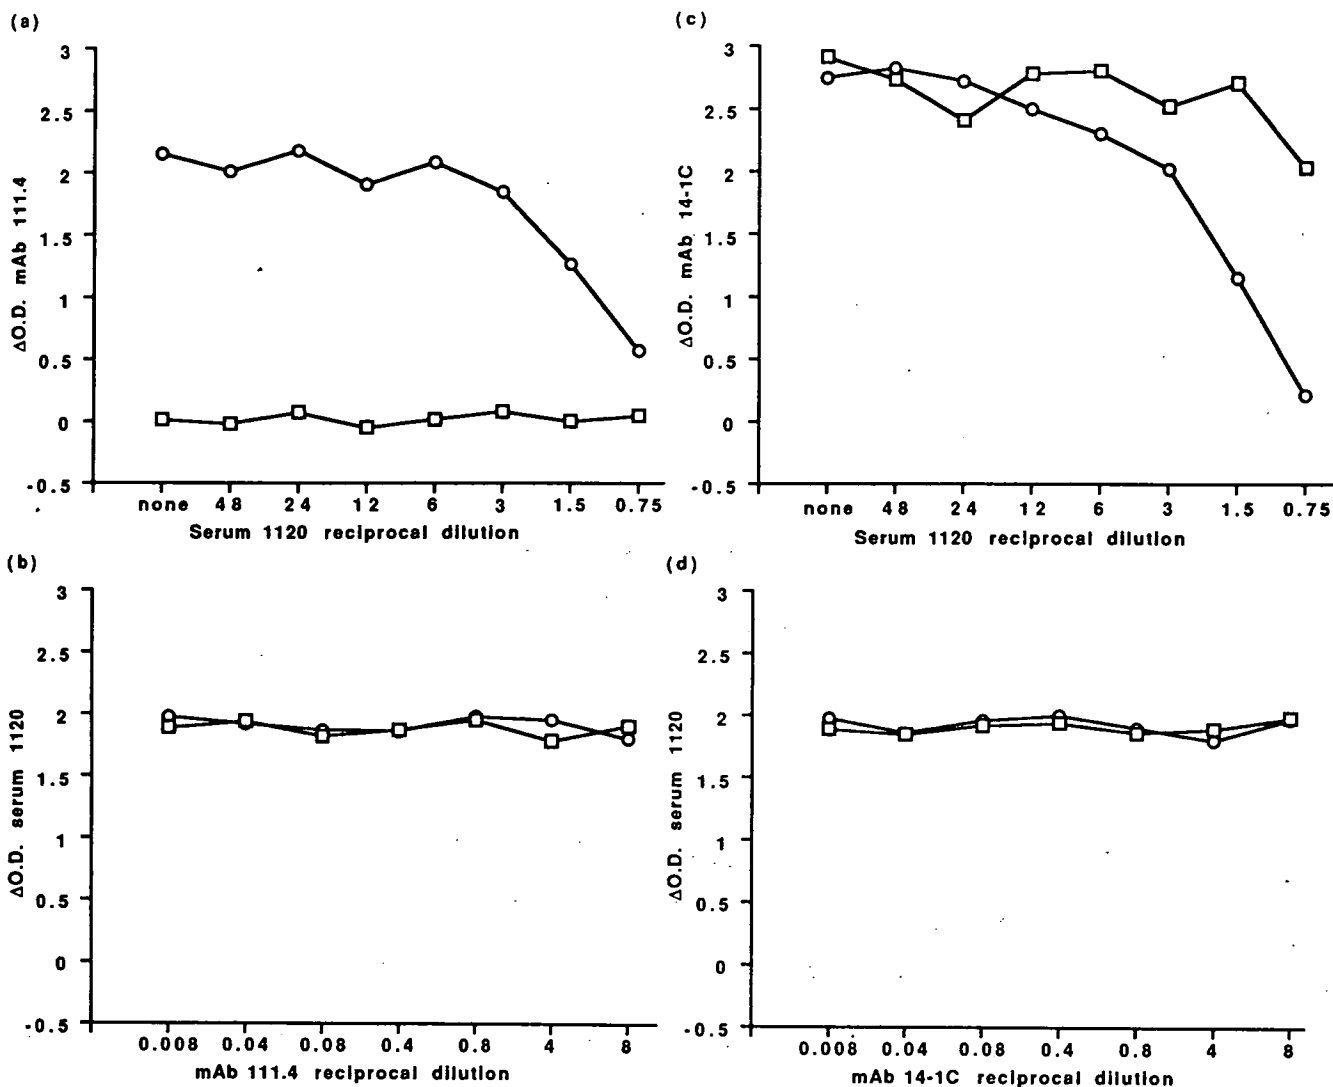 (a)
3
2.5
2
1.5
1
0.5
0
-0.5
ΔO.D. mAb 111.4
none 48 24 12 6 3 1.5 0.75
Serum 1120 reciprocal dilution
(c)
3
2.5
2
1.5
1
0.5
0
-0.5
ΔO.D. mAb 14-1C
none 48 24 12 6 3 1.5 0.75
Serum 1120 reciprocal dilution
(b)
3
2.5
2
1.5
1
0.5
0
-0.5
ΔO.D. serum 1120
0.008 0.04 0.08 0.4 0.8 4 8
mAb 111.4 reciprocal dilution
(d)
3
2.5
2
1.5
1
0.5
0
-0.5
ΔO.D. serum 1120
0.008 0.04 0.08 0.4 0.8 4 8
mAb 14-1C reciprocal dilution